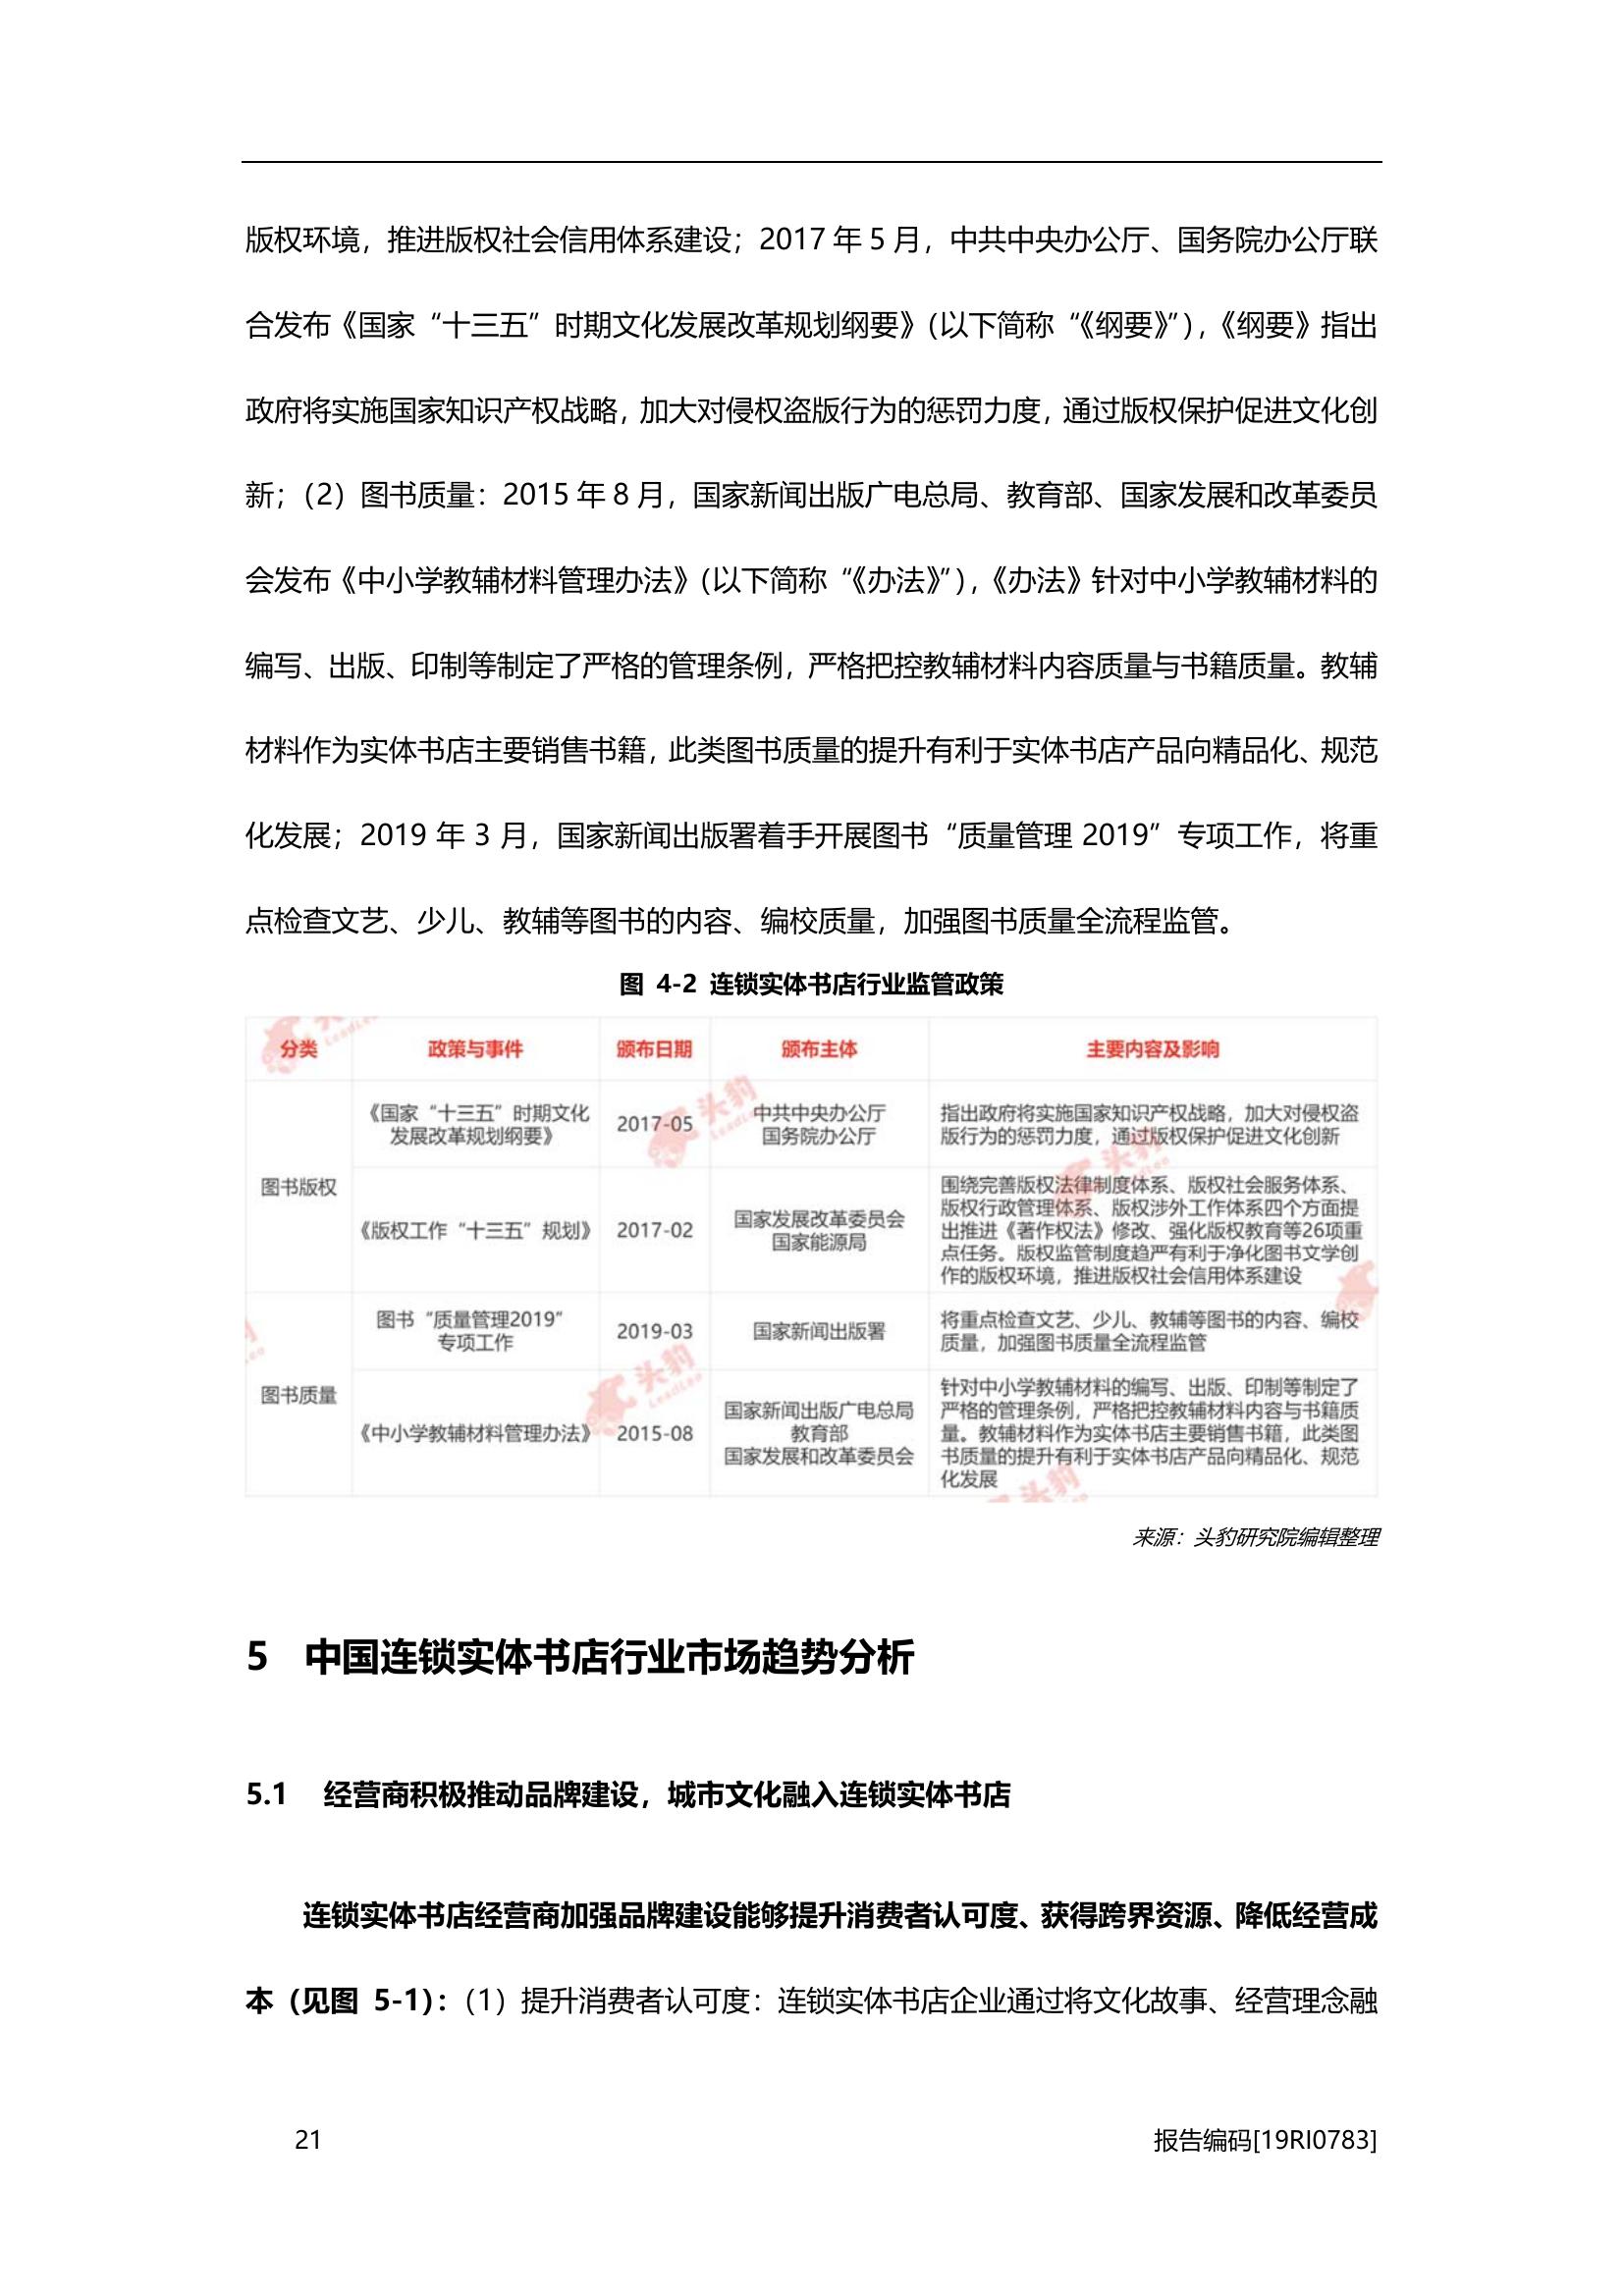 版权环境，推进版权社会信用体系建设；2017 年 5 月，中共中央办公厅、国务院办公厅联
合发布《国家“十三五”时期文化发展改革规划纲要》（以下简称“《纲要》”），《纲要》指出
政府将实施国家知识产权战略，加大对侵权盗版行为的惩罚力度，通过版权保护促进文化创
新；（2）图书质量：2015 年 8 月，国家新闻出版广电总局、教育部、国家发展和改革委员
会发布《中小学教辅材料管理办法》（以下简称“《办法》”），《办法》针对中小学教辅材料的
编写、出版、印制等制定了严格的管理条例，严格把控教辅材料内容质量与书籍质量。教辅
材料作为实体书店主要销售书籍，此类图书质量的提升有利于实体书店产品向精品化、规范
化发展；2019 年 3 月，国家新闻出版署着手开展图书“质量管理 2019”专项工作，将重
点检查文艺、少儿、教辅等图书的内容、编校质量，加强图书质量全流程监管。
图 4-2 连锁实体书店行业监管政策
分类 政策与事件 颁布日期 颁布主体 主要内容及影响
图书版权
《国家“十三五”时期文化
发展改革规划纲要》
2017-05
中共中央办公厅
国务院办公厅
指出政府将实施国家知识产权战略，加大对侵权盗
版行为的惩罚力度，通过版权保护促进文化创新
《版权工作“十三五”规划》
2017-02
国家发展改革委员会
国家能源局
围绕完善版权法律制度体系、版权社会服务体系、
版权行政管理体系、版权涉外工作体系四个方面提
出推进《著作权法》修改、强化版权教育等26项重
点任务。版权监管制度趋严有利于净化图书文学创
作的版权环境，推进版权社会信用体系建设
图书质量
图书“质量管理2019”
专项工作
2019-03
国家新闻出版署
将重点检查文艺、少儿、教辅等图书的内容、编校
质量，加强图书质量全流程监管
《中小学教辅材料管理办法》
2015-08
国家新闻出版广电总局
教育部
国家发展和改革委员会
针对中小学教辅材料的编写、出版、印制等制定了
严格的管理条例，严格把控教辅材料内容与书籍质
量。教辅材料作为实体书店主要销售书籍，此类图
书质量的提升有利于实体书店产品向精品化、规范
化发展
头豹
LeadLeo
头豹
LeadLeo
头豹
LeadLeo
头豹
来源：头豹研究院编辑整理
5 中国连锁实体书店行业市场趋势分析
5.1 经营商积极推动品牌建设，城市文化融入连锁实体书店
连锁实体书店经营商加强品牌建设能够提升消费者认可度、获得跨界资源、降低经营成
本（见图 5-1）：（1）提升消费者认可度：连锁实体书店企业通过将文化故事、经营理念融
21 报告编码[19RI0783]